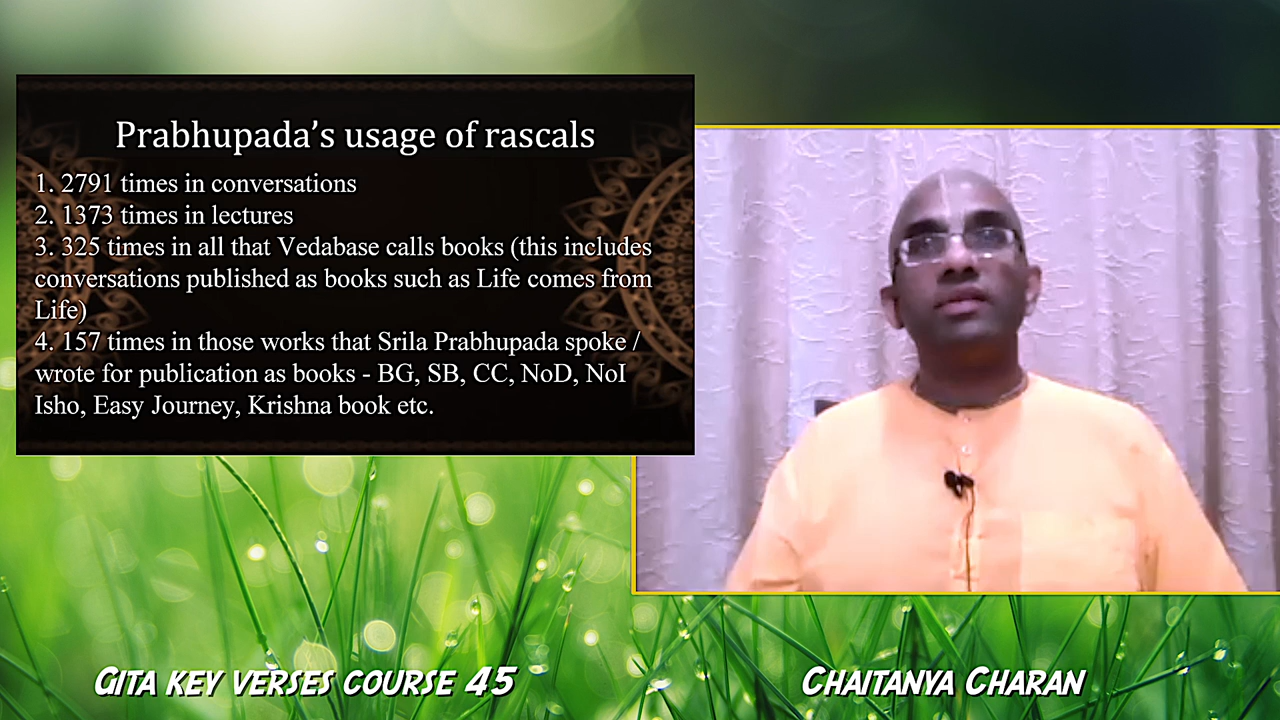 Prabhupada’s usage of rascals
1. 2791 times in conversations
2. 1373 times in lectures
3. 325 times in all that Vedabase calls books (this includes
conversations published as books such as Life comes from
Life)
4. 157 times in those works that Srila Prabhupada spoke /
wrote for publication as books - BG, SB, CC, NoD, NoI
Isho, Easy Journey, Krishna book etc.
Gita key verses course 45
Chaitanya Charan